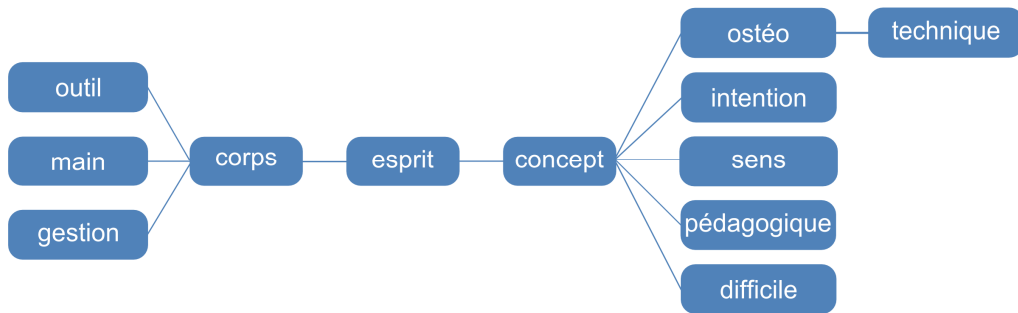 outil
main
gestion
corps
esprit
concept
ostéo
technique
intention
sens
pédagogique
difficile